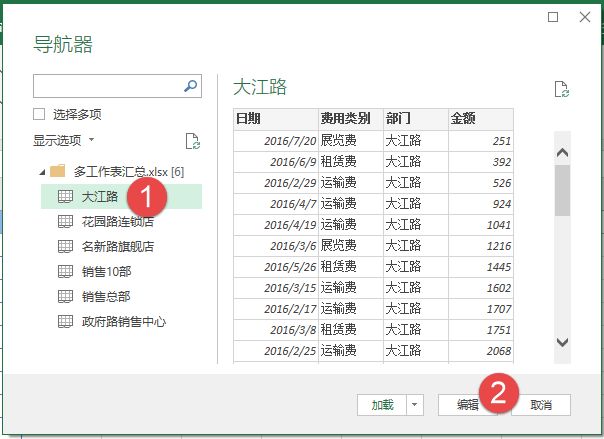 导航器
选择多项
显示选项
多工作表汇总.xlsx [6]
大江路
1
花园路连锁店
名新路旗舰店
销售10部
销售总部
政府路销售中心
大江路
日期 费用类别 部门 金额
2016/7/20 展览费 大江路 251
2016/6/9 租赁费 大江路 392
2016/2/29 运输费 大江路 526
2016/4/7 运输费 大江路 924
2016/4/19 运输费 大江路 1041
2016/3/6 展览费 大江路 1216
2016/5/26 租赁费 大江路 1445
2016/3/15 运输费 大江路 1602
2016/2/17 运输费 大江路 1707
2016/3/8 租赁费 大江路 1751
2016/2/25 运输费 大江路 2068
加载 编辑 2 取消